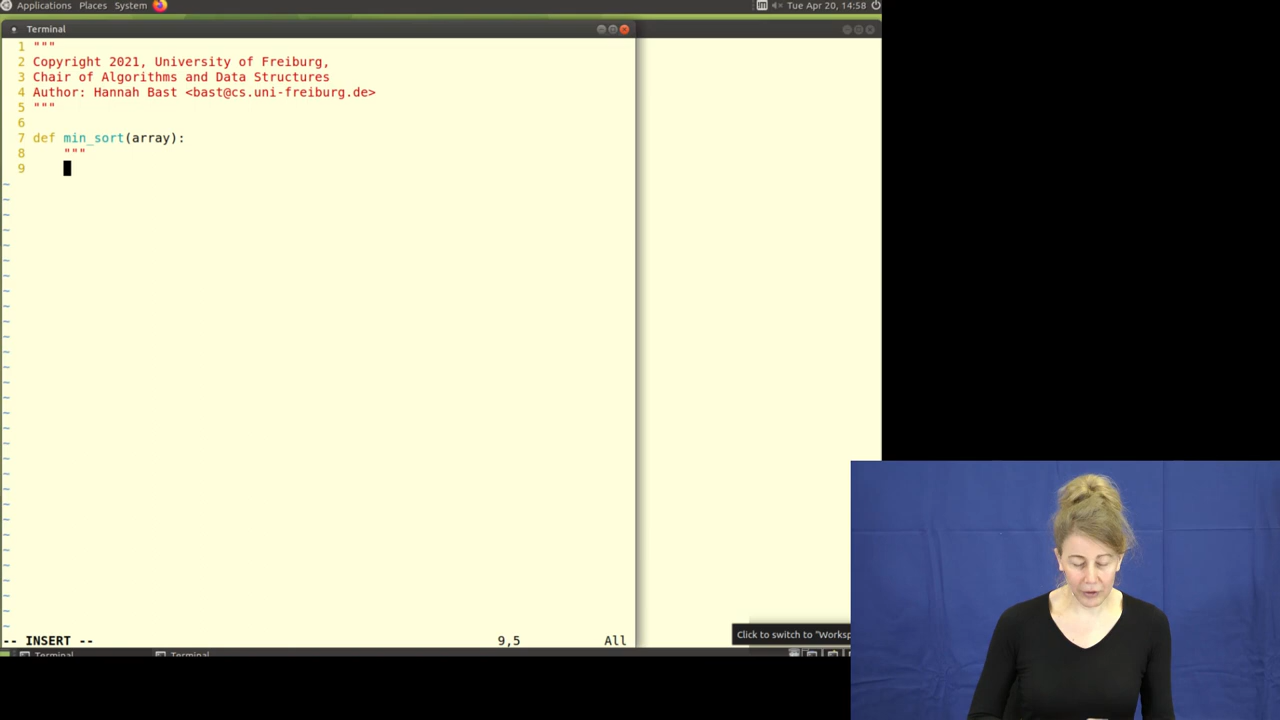 Applications Places System
Tue Apr 20, 14:58
Terminal
1 """
2 Copyright 2021, University of Freiburg,
3 Chair of Algorithms and Data Structures
4 Author: Hannah Bast <bast@cs.uni-freiburg.de>
5 """
6
7 def min_sort(array):
8 """
9
-- INSERT -- 9,5 All
Click to switch to "Worksp
Terminal Terminal